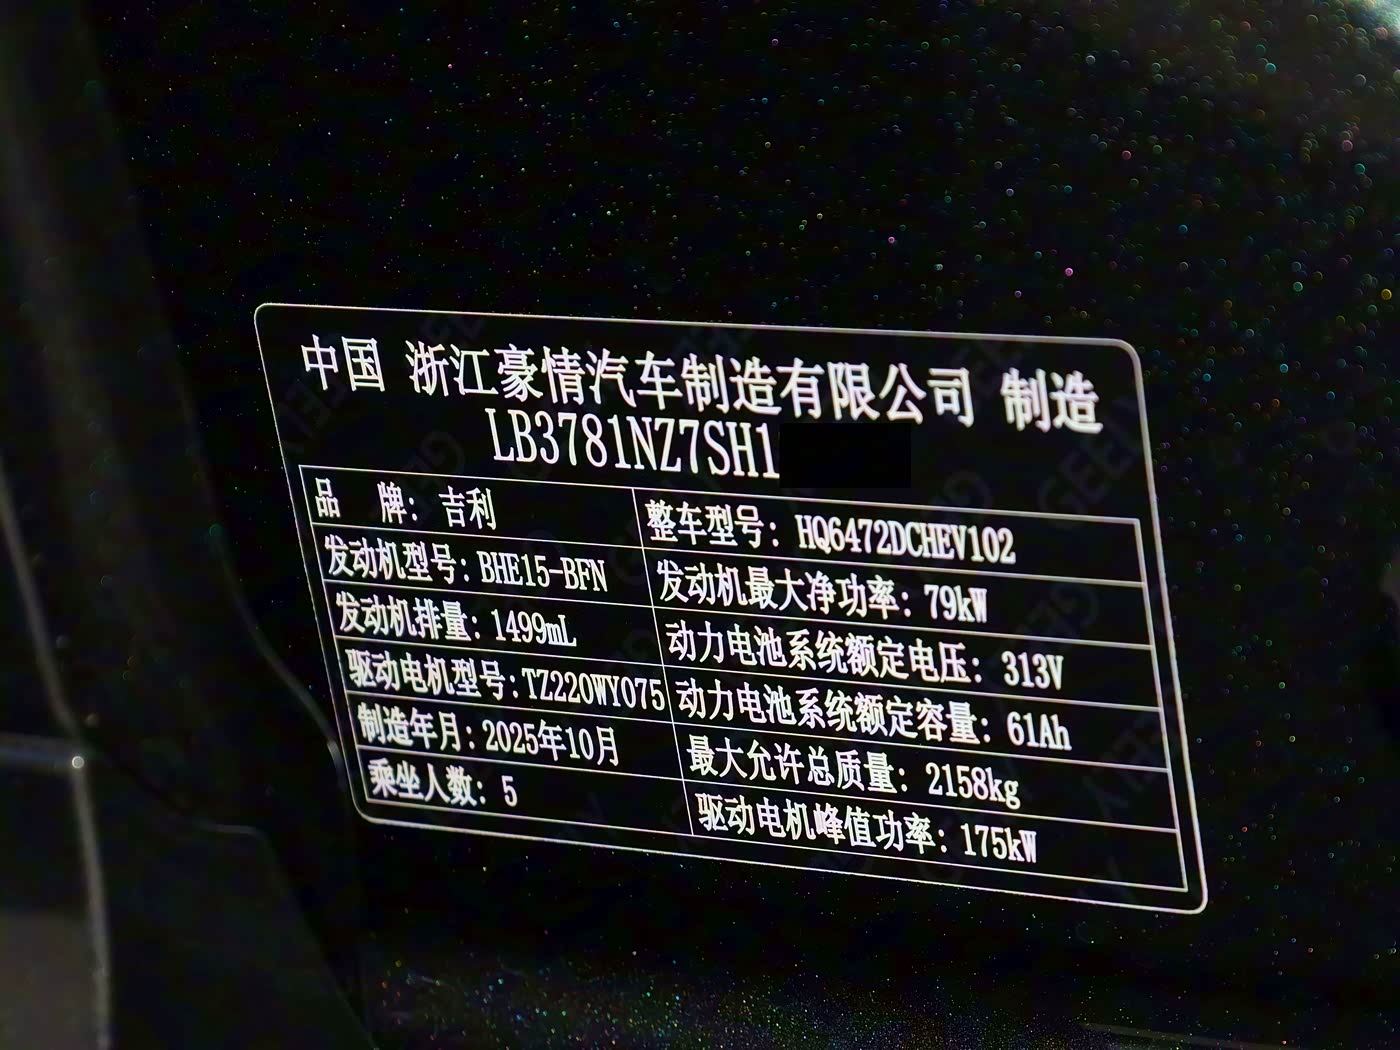 中国 浙江豪情汽车制造有限公司 制造
LB3781NZ7SH1
品 牌：吉利 整车型号：HQ6472DCHEV102
发动机型号：BHE15-BFN 发动机最大净功率：79kW
发动机排量：1499mL 动力电池系统额定电压：313V
驱动电机型号：TZ220WY075 动力电池系统额定容量：61Ah
制造年月：2025年10月 最大允许总质量：2158kg
乘坐人数：5 驱动电机峰值功率：175kW